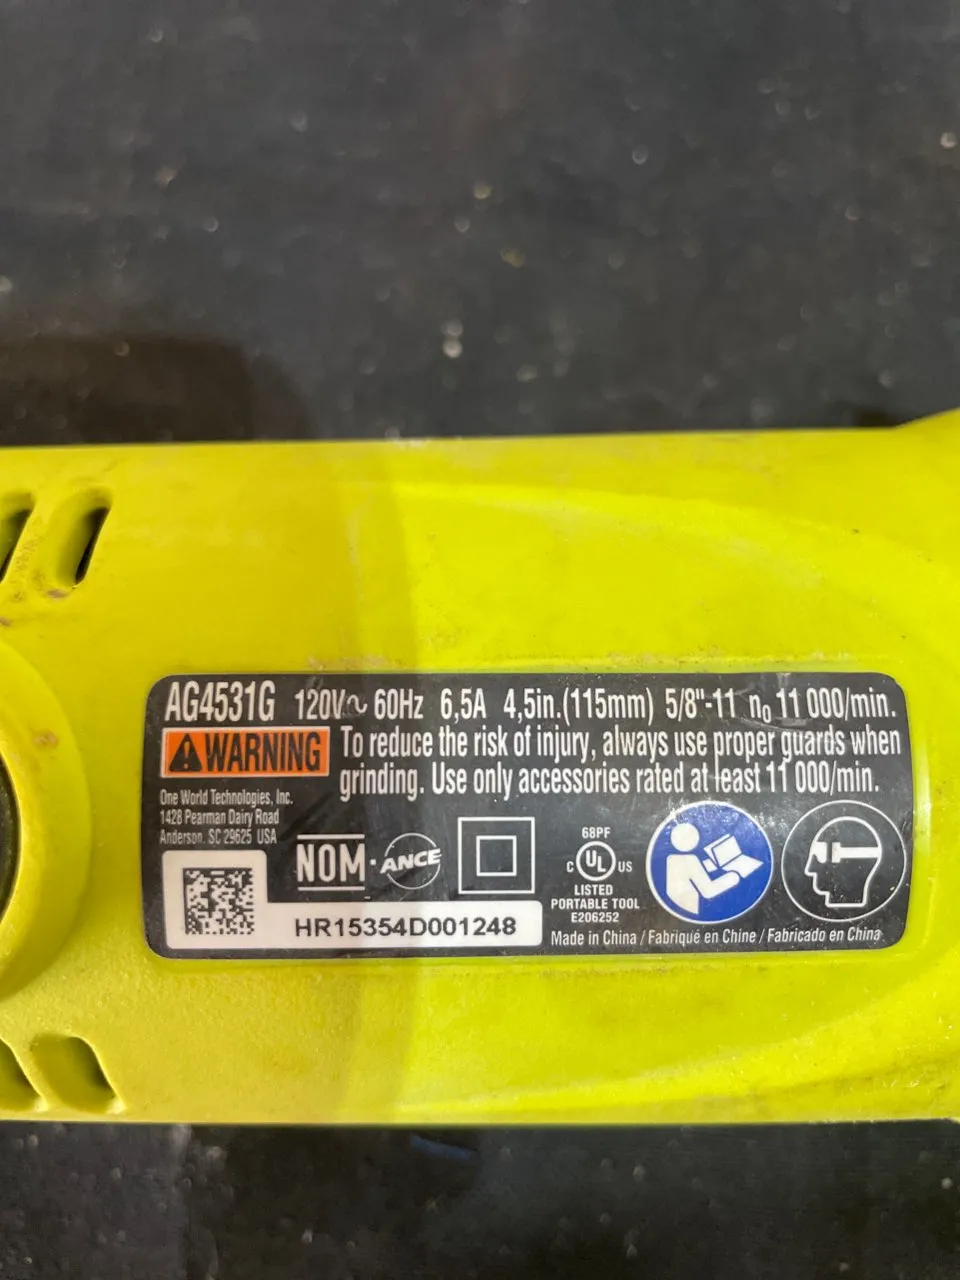 AG4531G 120V~ 60Hz 6,5A 4,5in.(115mm) 5/8"-11 n₀ 11 000/min.
WARNING To reduce the risk of injury, always use proper guards when
grinding. Use only accessories rated at least 11 000/min.
One World Technologies, Inc.
1428 Pearman Dairy Road
Anderson, SC 29625 USA
NOM·ANCE
68PF
C UL US
LISTED
PORTABLE TOOL
E206252
HR15354D001248
Made in China / Fabriqué en Chine / Fabricado en China